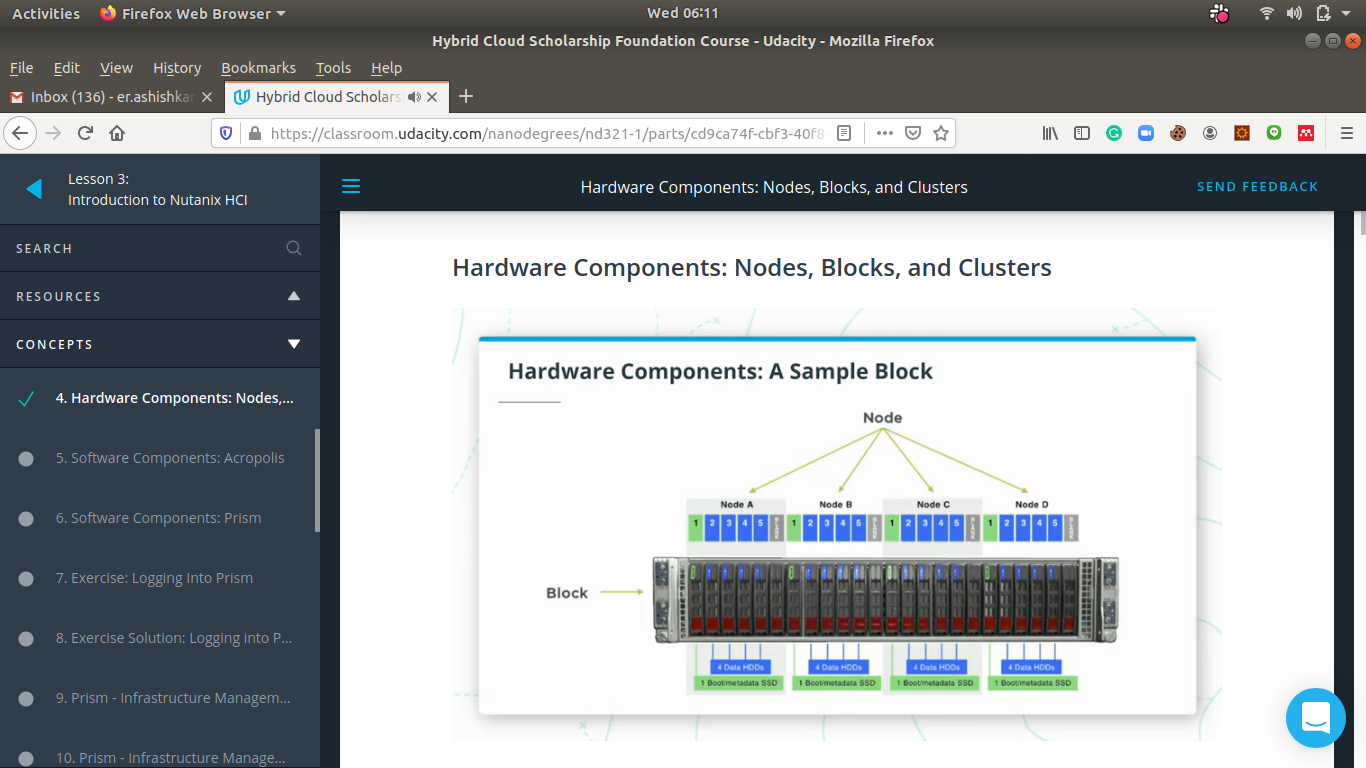 Activities Firefox Web Browser Wed 06:11
Hybrid Cloud Scholarship Foundation Course - Udacity - Mozilla Firefox
File Edit View History Bookmarks Tools Help
Inbox (136) - er.ashishkar Hybrid Cloud Scholars
https://classroom.udacity.com/nanodegrees/nd321-1/parts/cd9ca74f-cbf3-40f8
Lesson 3:
Introduction to Nutanix HCI
Hardware Components: Nodes, Blocks, and Clusters
SEND FEEDBACK
SEARCH
RESOURCES
CONCEPTS
4. Hardware Components: Nodes,...
5. Software Components: Acropolis
6. Software Components: Prism
7. Exercise: Logging Into Prism
8. Exercise Solution: Logging into P...
9. Prism - Infrastructure Managem...
10. Prism - Infrastructure Manage...
Hardware Components: Nodes, Blocks, and Clusters
Hardware Components: A Sample Block
Node
Node A Node B Node C Node D
1 2 3 4 5 BLANK 1 2 3 4 5 BLANK 1 2 3 4 5 BLANK 1 2 3 4 5 BLANK
Block
4 Data HDDs 4 Data HDDs 4 Data HDDs 4 Data HDDs
1 Boot/metadata SSD 1 Boot/metadata SSD 1 Boot/metadata SSD 1 Boot/metadata SSD